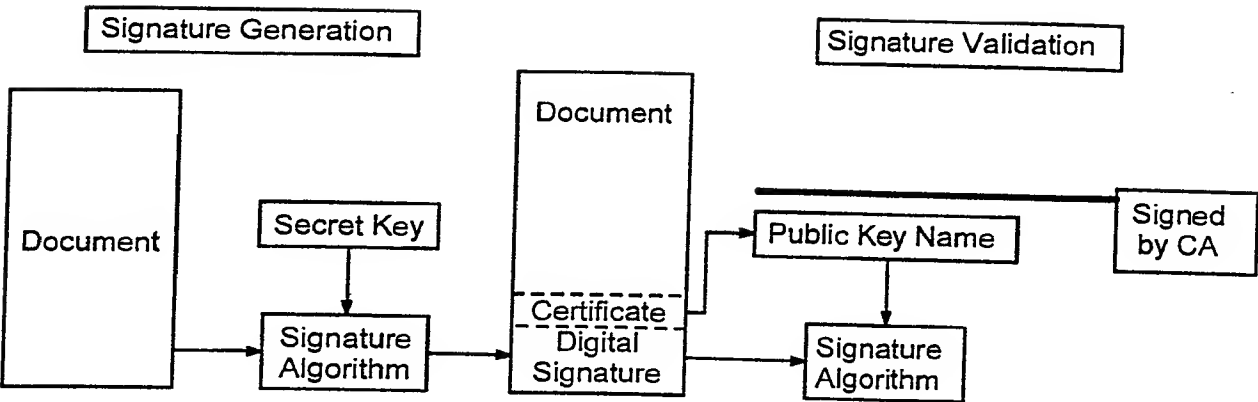 Signature Generation
Signature Validation
Document
Secret Key
Signature
Algorithm
Document
Certificate
Digital
Signature
Public Key Name
Signed
by CA
Signature
Algorithm